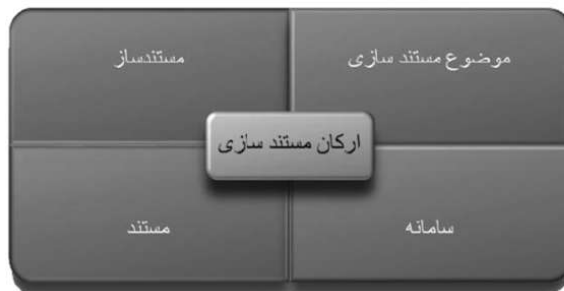 موضوع مستند سازی
مستندساز
ارکان مستند سازی
سامانه
مستند